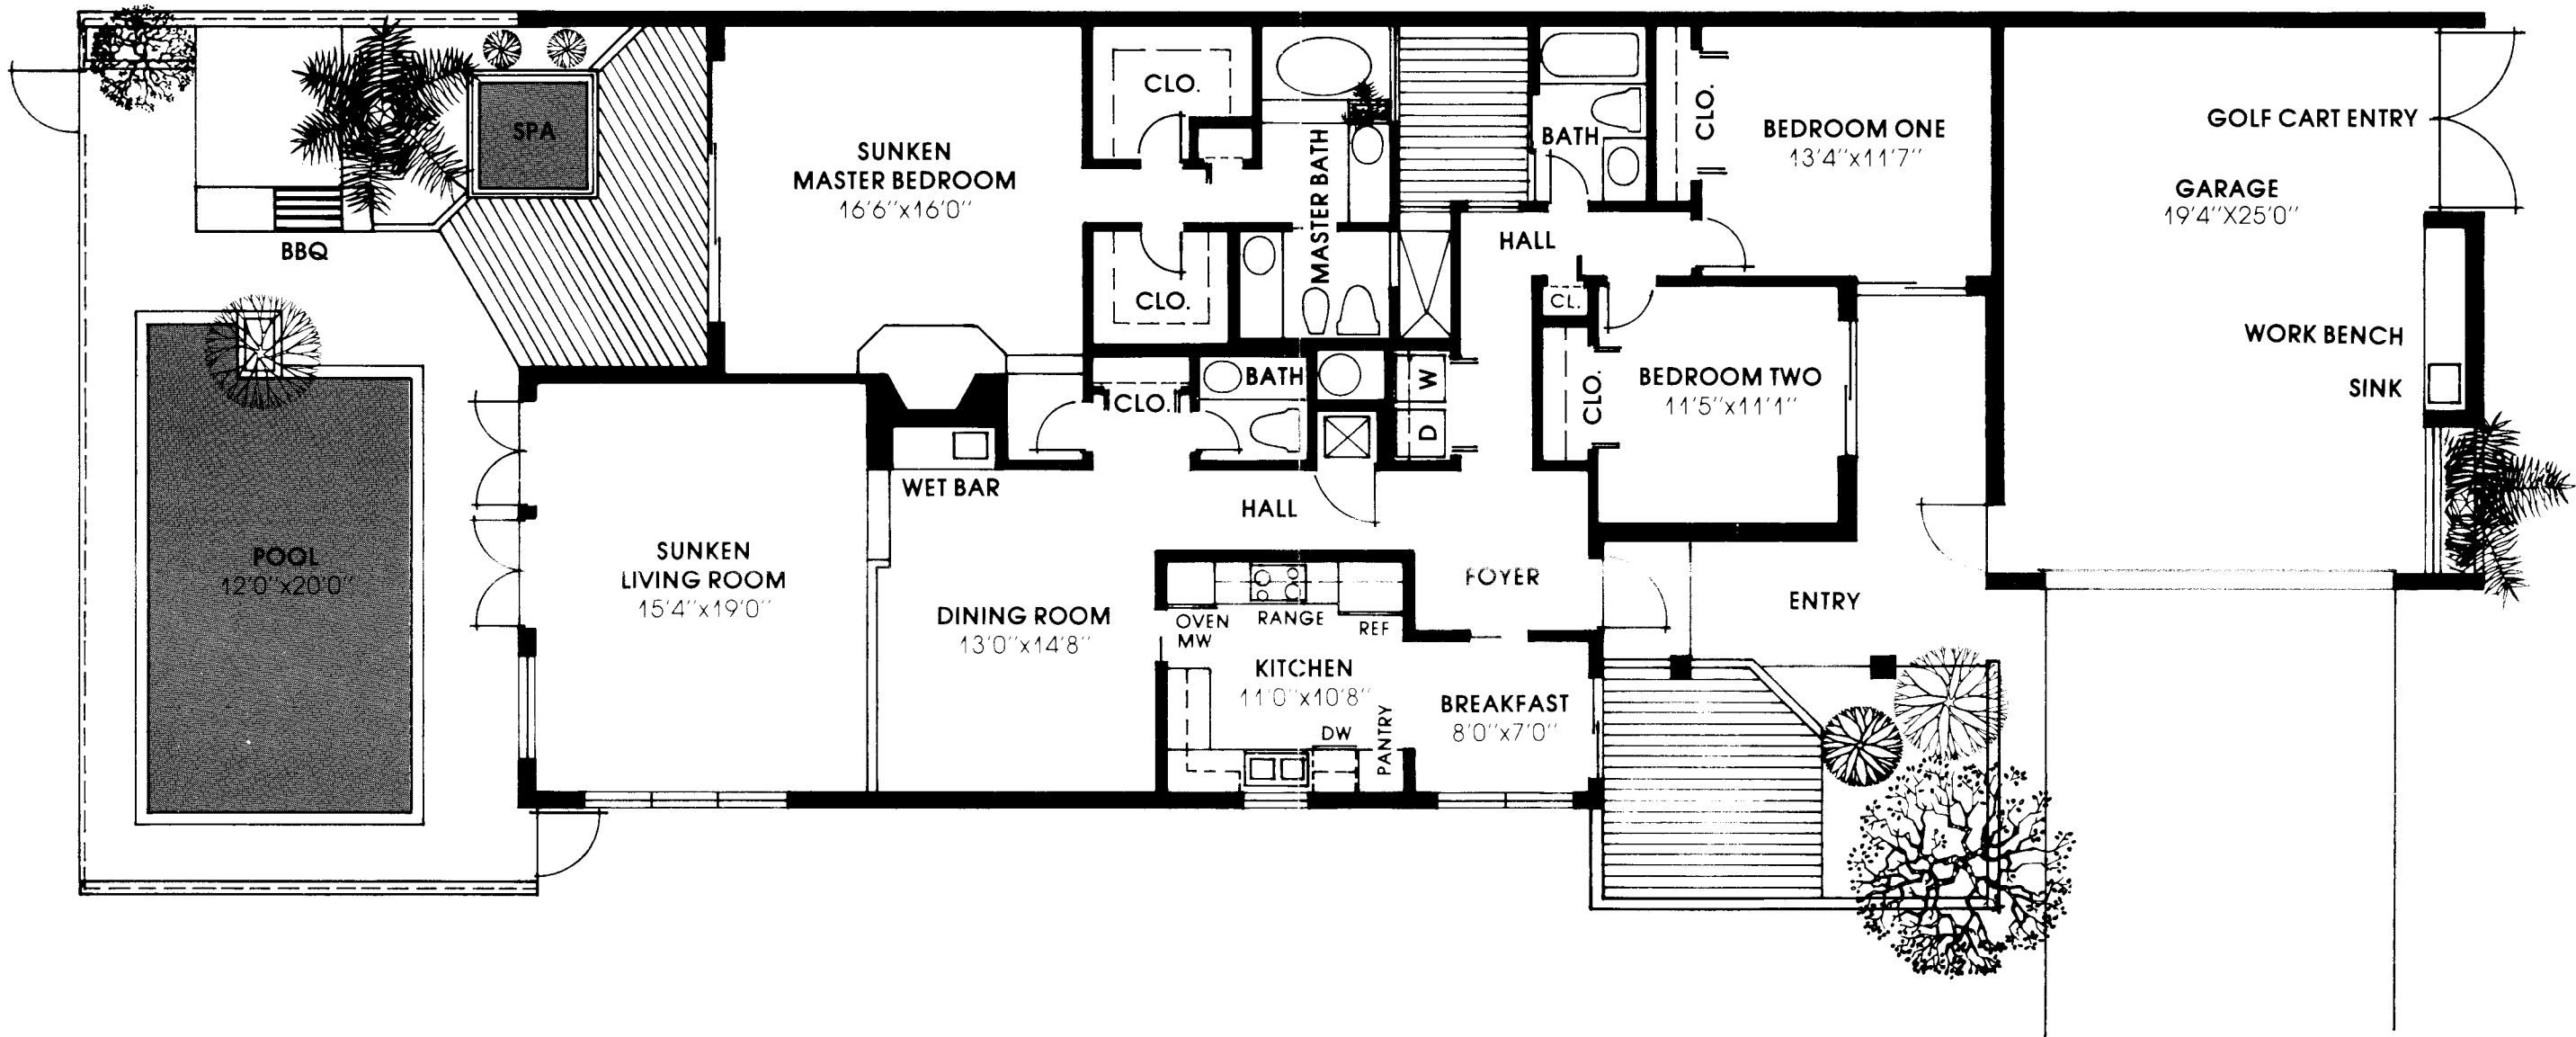 SPA
BBQ
POOL
12'0"x20'0"
SUNKEN
MASTER BEDROOM
16'6"x16'0"
CLO.
CLO.
MASTER BATH
BATH
CLO.
BEDROOM ONE
13'4"x11'7"
GOLF CART ENTRY
GARAGE
19'4"X25'0"
HALL
CL.
WORK BENCH
SINK
CLO.
BATH
W
D
CLO.
BEDROOM TWO
11'5"x11'1"
WET BAR
HALL
SUNKEN
LIVING ROOM
15'4"x19'0"
DINING ROOM
13'0"x14'8"
OVEN
MW
RANGE
REF
KITCHEN
11'0"x10'8"
DW
PANTRY
FOYER
BREAKFAST
8'0"x7'0"
ENTRY